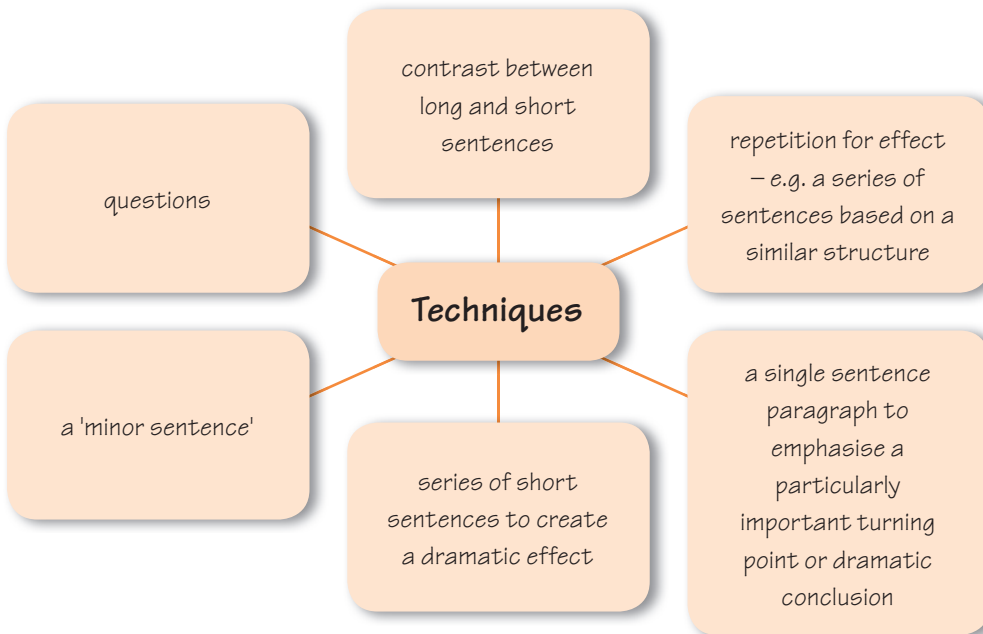 contrast between
long and short
sentences
questions
repetition for effect
– e.g. a series of
sentences based on a
similar structure
Techniques
a 'minor sentence'
series of short
sentences to create
a dramatic effect
a single sentence
paragraph to
emphasise a
particularly
important turning
point or dramatic
conclusion